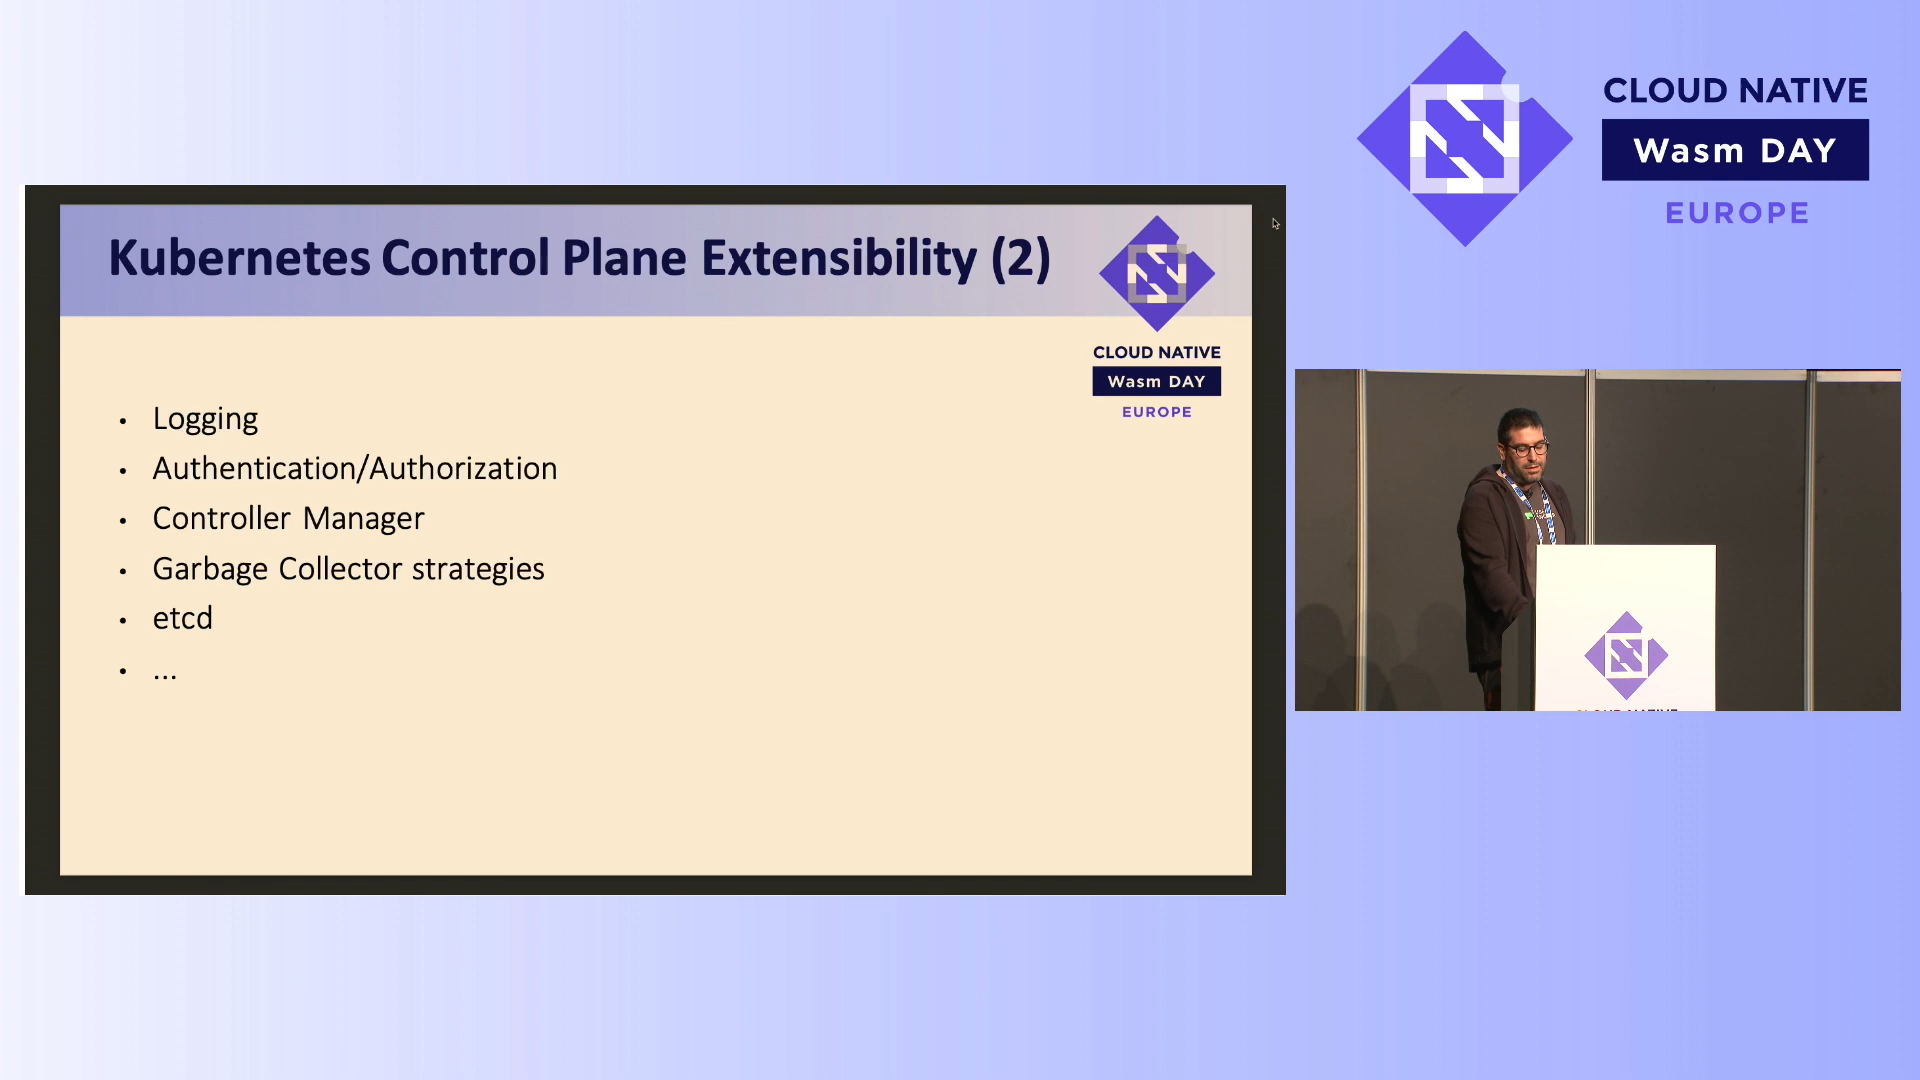 CLOUD NATIVE
Wasm DAY
EUROPE
Kubernetes Control Plane Extensibility (2)
CLOUD NATIVE
Wasm DAY
EUROPE
• Logging
• Authentication/Authorization
• Controller Manager
• Garbage Collector strategies
• etcd
• ...